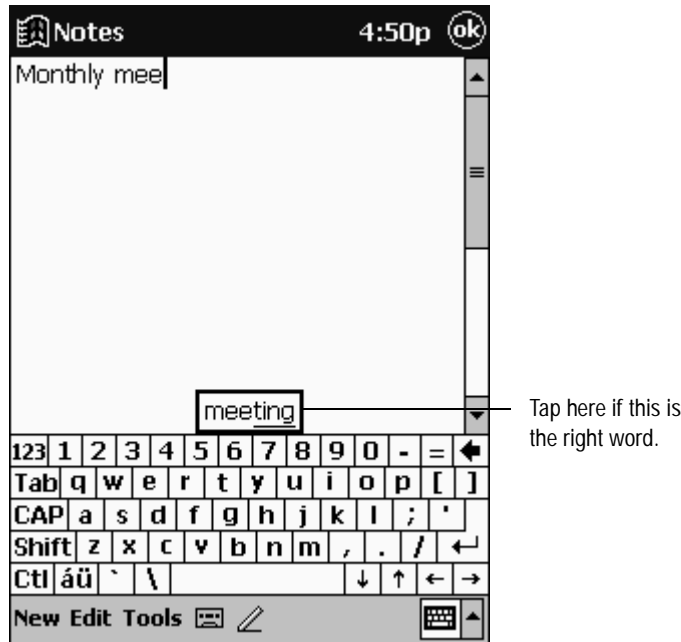 Notes 4:50p ok
Monthly mee
meeting
Tap here if this is
the right word.
123 1 2 3 4 5 6 7 8 9 0 - =
Tab q w e r t y u i o p [ ]
CAP a s d f g h j k l ; '
Shift z x c v b n m , . / ↵
Ctl áü ` \ ↓ ↑ ← →
New Edit Tools